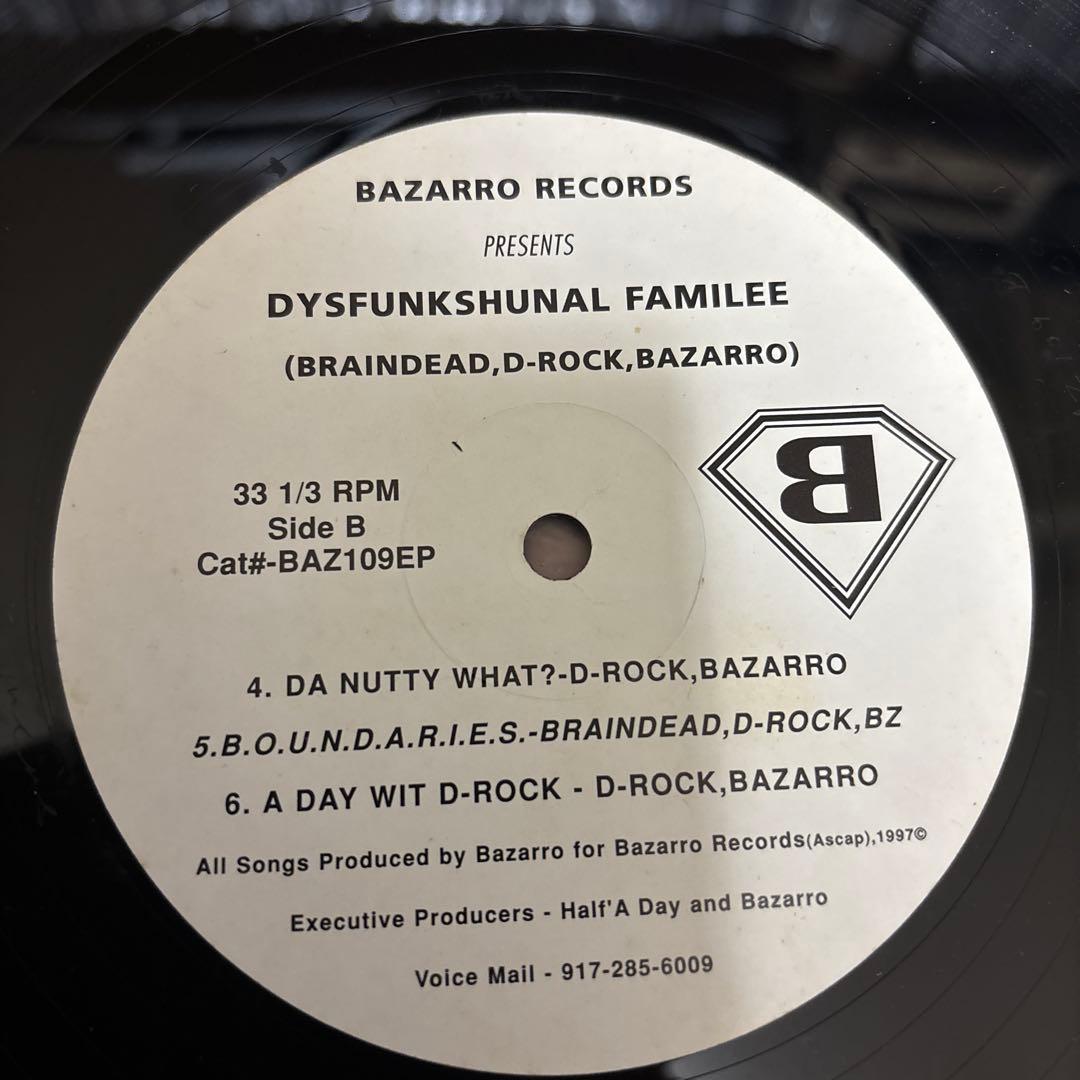 BAZARRO RECORDS
PRESENTS
DYSFUNKSHUNAL FAMILEE
(BRAINDEAD,D-ROCK,BAZARRO)
B
33 1/3 RPM
Side B
Cat#-BAZ109EP
4. DA NUTTY WHAT?-D-ROCK,BAZARRO
5.B.O.U.N.D.A.R.I.E.S.-BRAINDEAD,D-ROCK,BZ
6. A DAY WIT D-ROCK - D-ROCK,BAZARRO
All Songs Produced by Bazarro for Bazarro Records(Ascap),1997©
Executive Producers - Half'A Day and Bazarro
Voice Mail - 917-285-6009